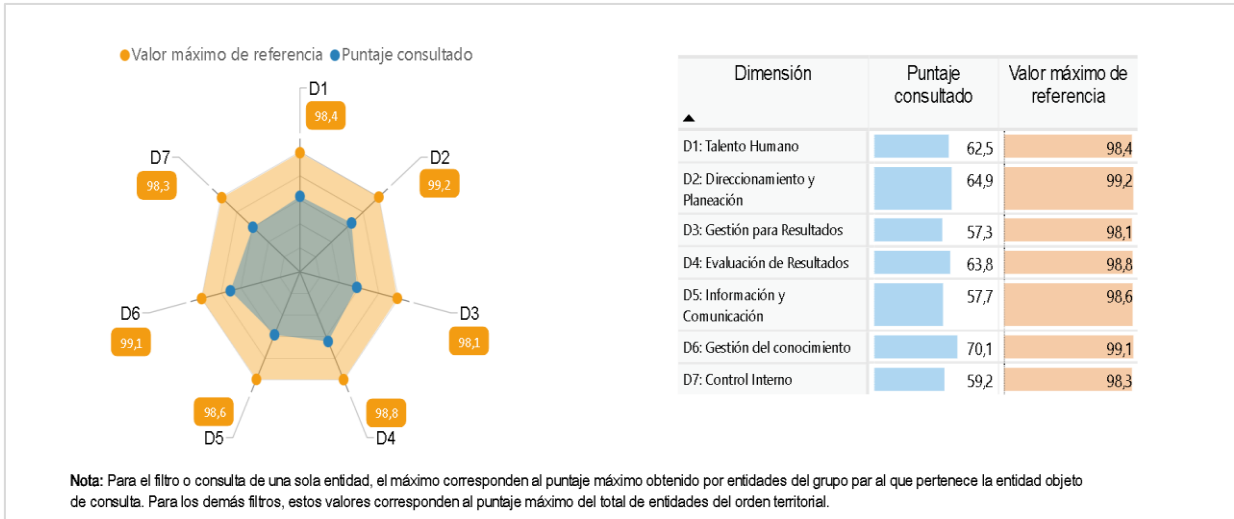 Valor máximo de referencia Puntaje consultado
D1
98,4
D7
98,3
D2
99,2
D6
99,1
D3
98,1
98,6
D5
98,8
D4
Dimensión Puntaje consultado Valor máximo de referencia
D1: Talento Humano 62,5 98,4
D2: Direccionamiento y
Planeación 64,9 99,2
D3: Gestión para Resultados 57,3 98,1
D4: Evaluación de Resultados 63,8 98,8
D5: Información y
Comunicación 57,7 98,6
D6: Gestión del conocimiento 70,1 99,1
D7: Control Interno 59,2 98,3
Nota: Para el filtro o consulta de una sola entidad, el máximo corresponden al puntaje máximo obtenido por entidades del grupo par al que pertenece la entidad objeto
de consulta. Para los demás filtros, estos valores corresponden al puntaje máximo del total de entidades del orden territorial.